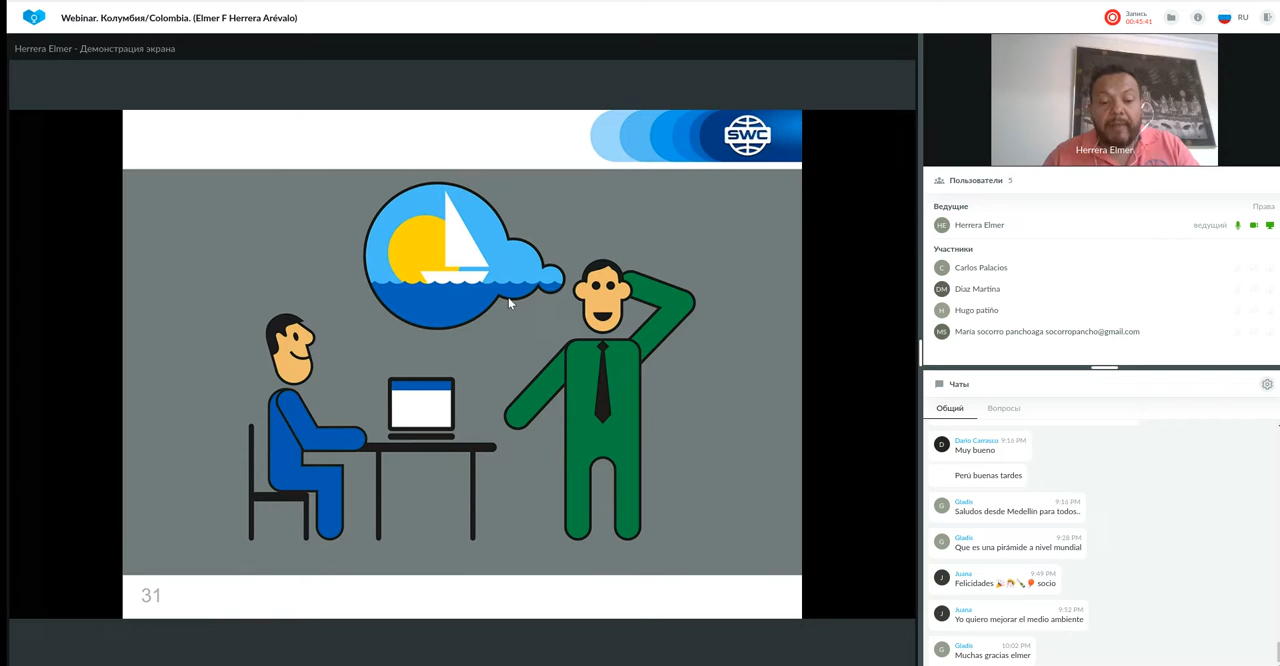 Webinar. Колумбия/Colombia. (Elmer F Herrera Arévalo)
Запись
00:45:41
RU
Herrera Elmer - Демонстрация экрана
SWC
31
Herrera Elmer
Пользователи 5
Ведущие Права
HE Herrera Elmer ведущий
Участники
C Carlos Palacios
DM Diaz Martina
H Hugo patiño
MS María socorro panchoaga socorropancho@gmail.com
Чаты
Общий Вопросы
D Dario Carrasco 9:16 PM
Muy bueno
Perú buenas tardes
G Gladis 9:16 PM
Saludos desde Medellín para todos..
G Gladis 9:28 PM
Que es una pirámide a nivel mundial
J Juana 9:49 PM
Felicidades 🎉🎊🍾🎈 socio
J Juana 9:52 PM
Yo quiero mejorar el medio ambiente
G Gladis 10:02 PM
Muchas gracias elmer